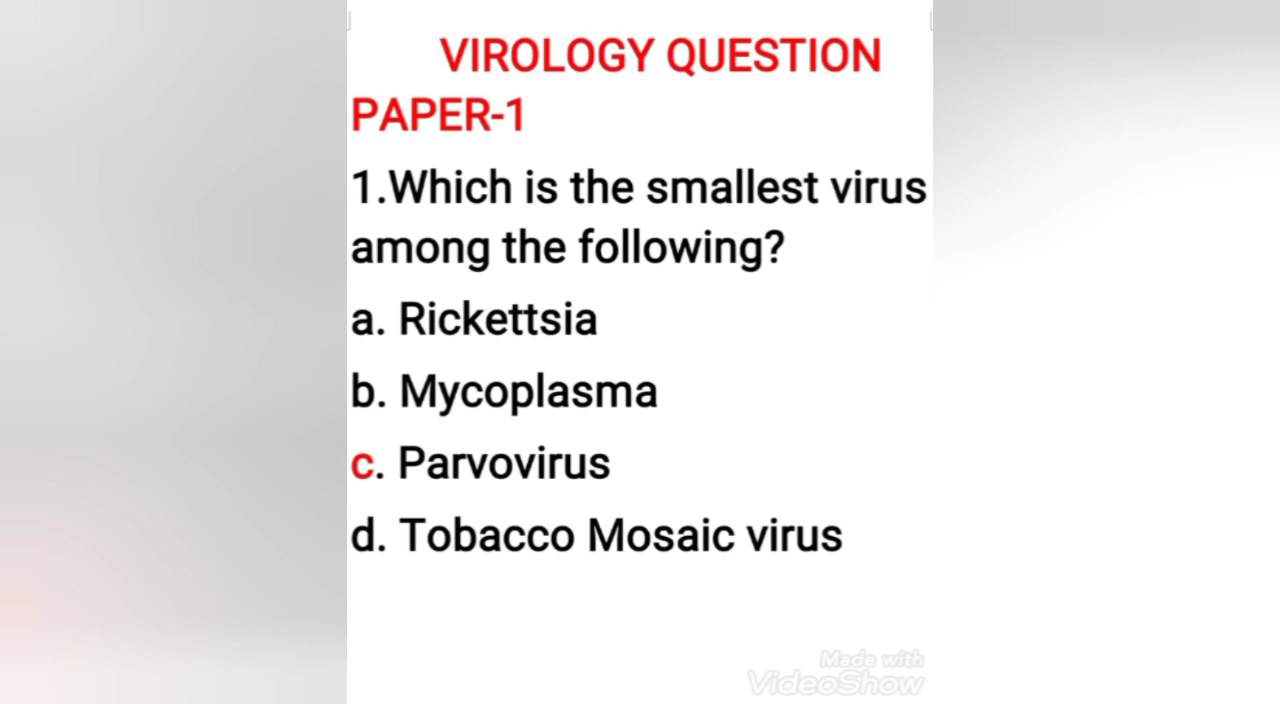 VIROLOGY QUESTION
PAPER-1
1.Which is the smallest virus
among the following?
a. Rickettsia
b. Mycoplasma
c. Parvovirus
d. Tobacco Mosaic virus
Made with
VideoShow